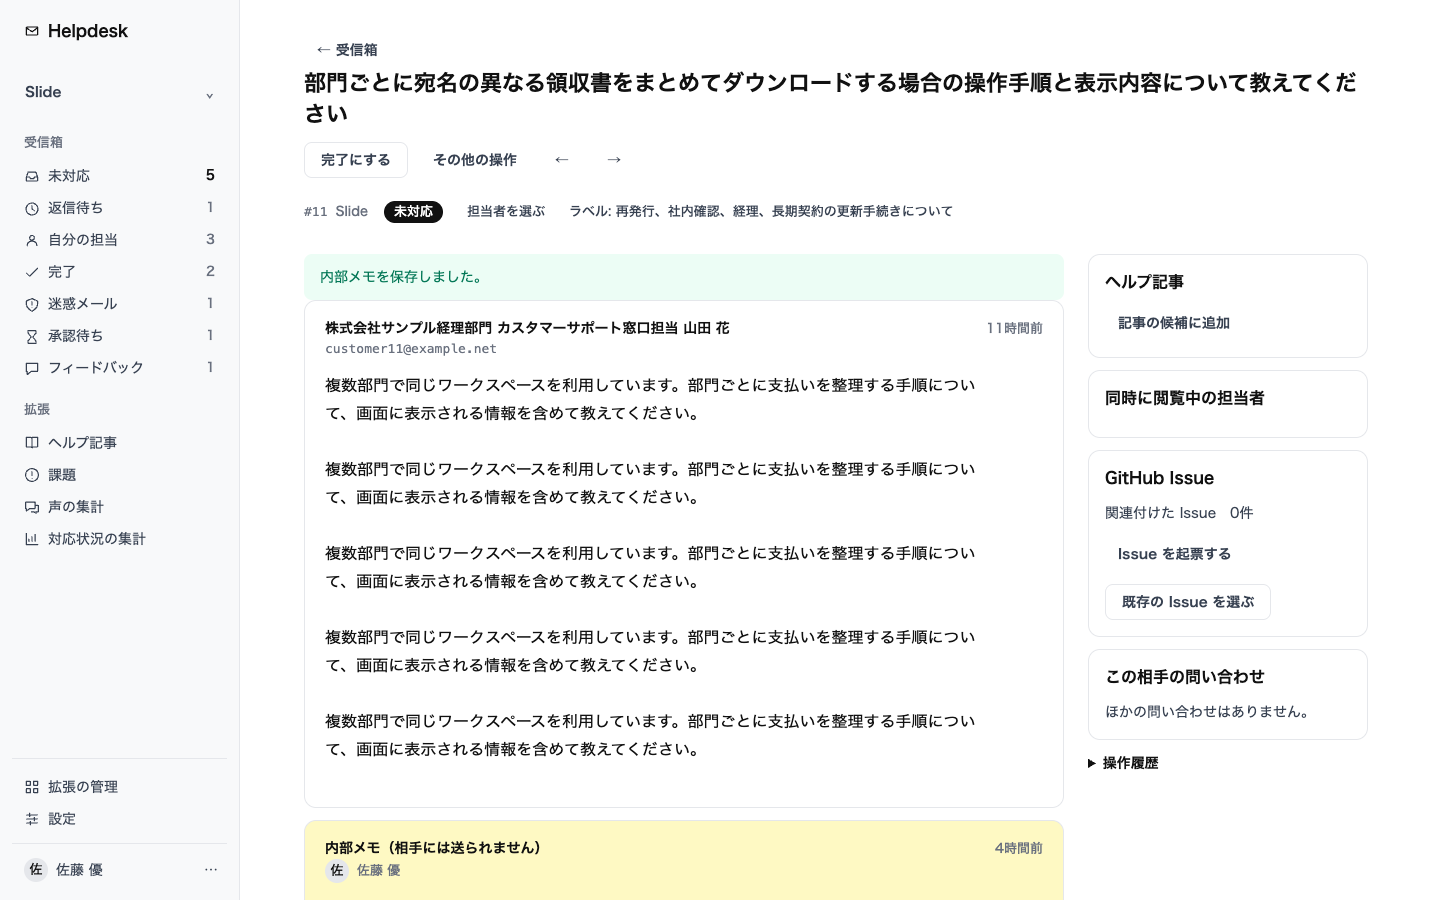 Helpdesk
Slide
受信箱
未対応 5
返信待ち 1
自分の担当 3
完了 2
迷惑メール 1
承認待ち 1
フィードバック 1
拡張
ヘルプ記事
課題
声の集計
対応状況の集計
拡張の管理
設定
佐 佐藤 優 …
← 受信箱
部門ごとに宛名の異なる領収書をまとめてダウンロードする場合の操作手順と表示内容について教えてくだ
さい
完了にする その他の操作 ← →
#11 Slide 未対応 担当者を選ぶ ラベル: 再発行、社内確認、経理、長期契約の更新手続きについて
内部メモを保存しました。
株式会社サンプル経理部門 カスタマーサポート窓口担当 山田 花 11時間前
customer11@example.net
複数部門で同じワークスペースを利用しています。部門ごとに支払いを整理する手順につい
て、画面に表示される情報を含めて教えてください。
複数部門で同じワークスペースを利用しています。部門ごとに支払いを整理する手順につい
て、画面に表示される情報を含めて教えてください。
複数部門で同じワークスペースを利用しています。部門ごとに支払いを整理する手順につい
て、画面に表示される情報を含めて教えてください。
複数部門で同じワークスペースを利用しています。部門ごとに支払いを整理する手順につい
て、画面に表示される情報を含めて教えてください。
複数部門で同じワークスペースを利用しています。部門ごとに支払いを整理する手順につい
て、画面に表示される情報を含めて教えてください。
内部メモ（相手には送られません） 4時間前
佐 佐藤 優
ヘルプ記事
記事の候補に追加
同時に閲覧中の担当者
GitHub Issue
関連付けた Issue 0件
Issue を起票する
既存の Issue を選ぶ
この相手の問い合わせ
ほかの問い合わせはありません。
▶ 操作履歴